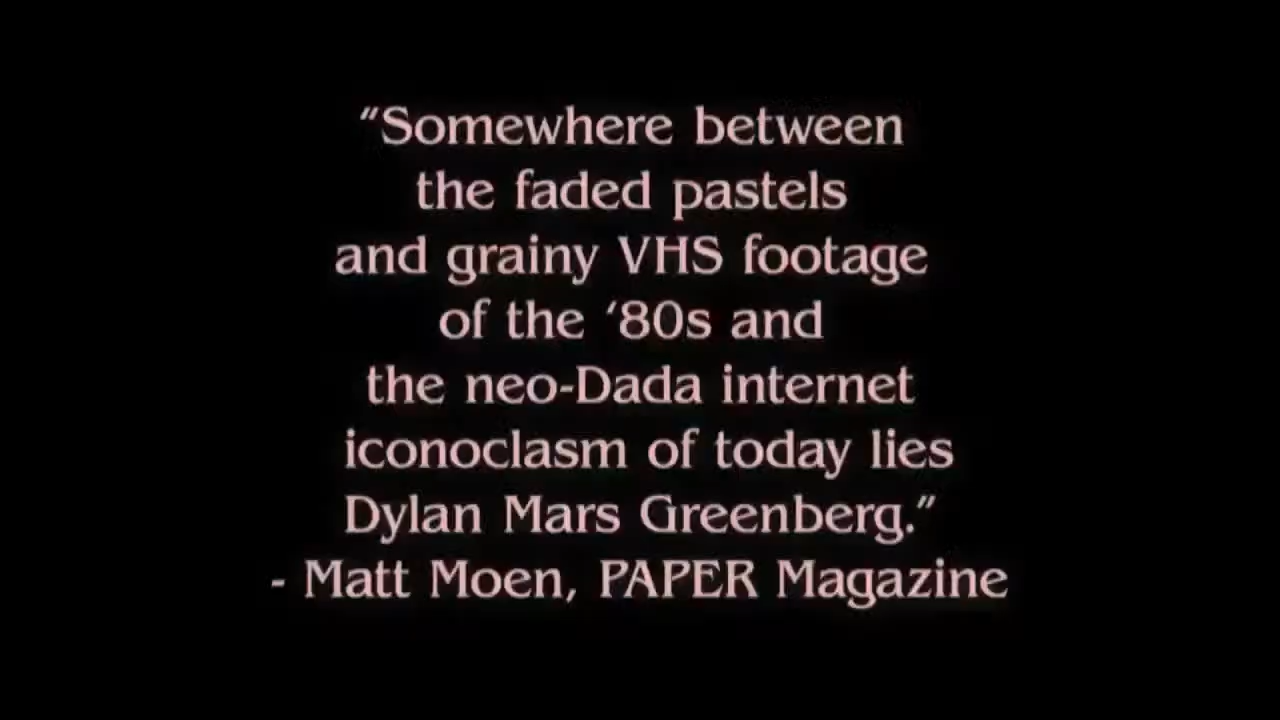 “Somewhere between
the faded pastels
and grainy VHS footage
of the ‘80s and
the neo-Dada internet
iconoclasm of today lies
Dylan Mars Greenberg.”
- Matt Moen, PAPER Magazine